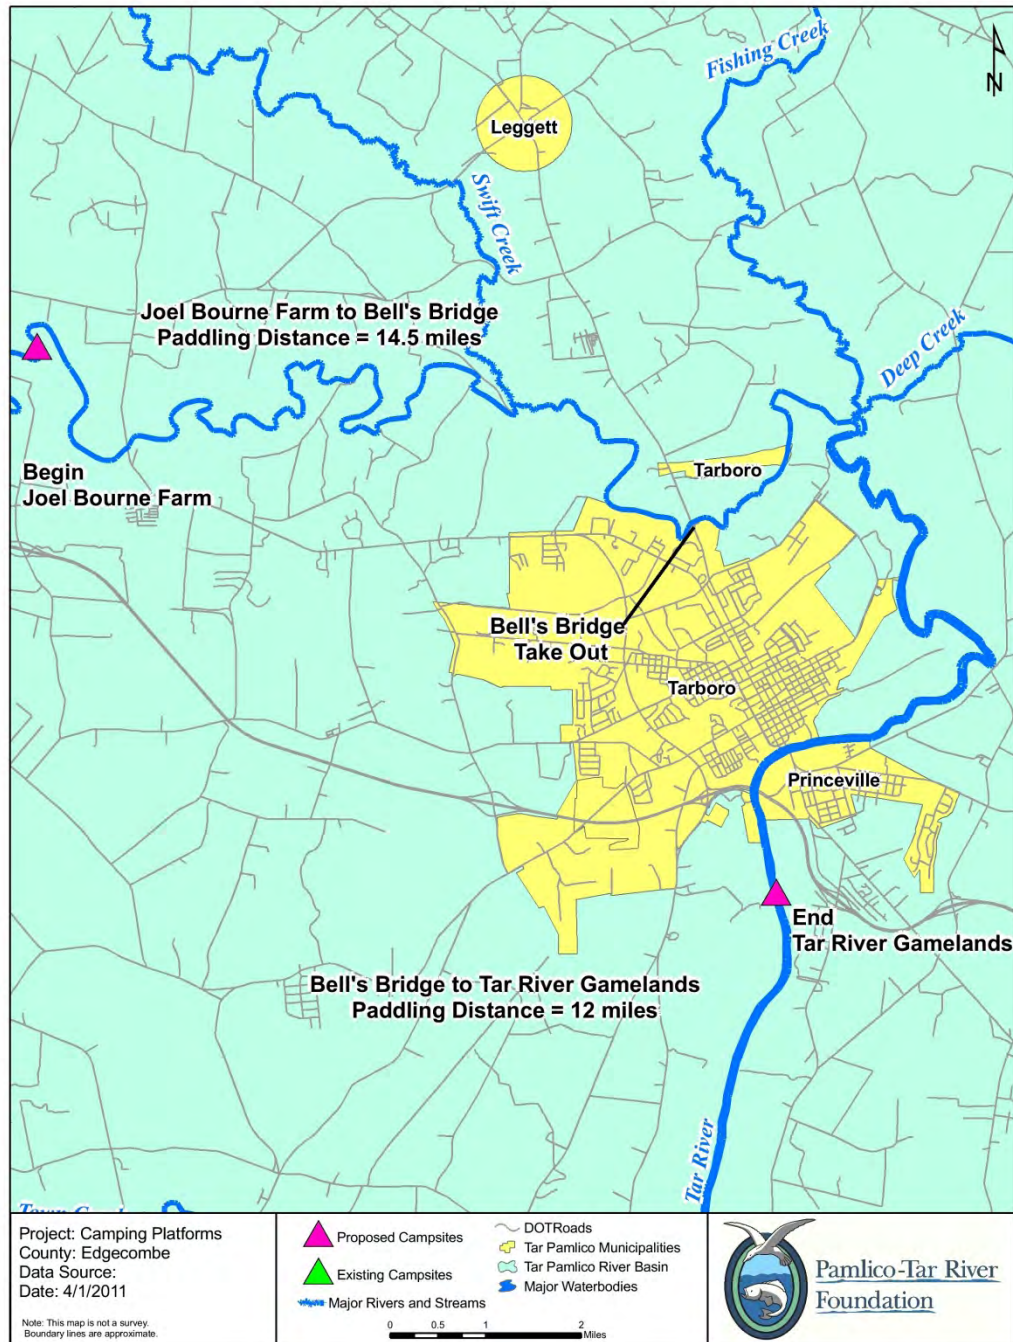 Fishing Creek
N
Leggett
Swift Creek
Joel Bourne Farm to Bell's Bridge
Paddling Distance = 14.5 miles
Deep Creek
Begin
Joel Bourne Farm
Tarboro
Bell's Bridge
Take Out
Tarboro
Princeville
End
Tar River Gamelands
Bell's Bridge to Tar River Gamelands
Paddling Distance = 12 miles
Tar River
Project: Camping Platforms
County: Edgecombe
Data Source:
Date: 4/1/2011
Note: This map is not a survey.
Boundary lines are approximate.
Proposed Campsites
Existing Campsites
Major Rivers and Streams
DOTRoads
Tar Pamlico Municipalities
Tar Pamlico River Basin
Major Waterbodies
0 0.5 1 2
Miles
Pamlico-Tar River
Foundation